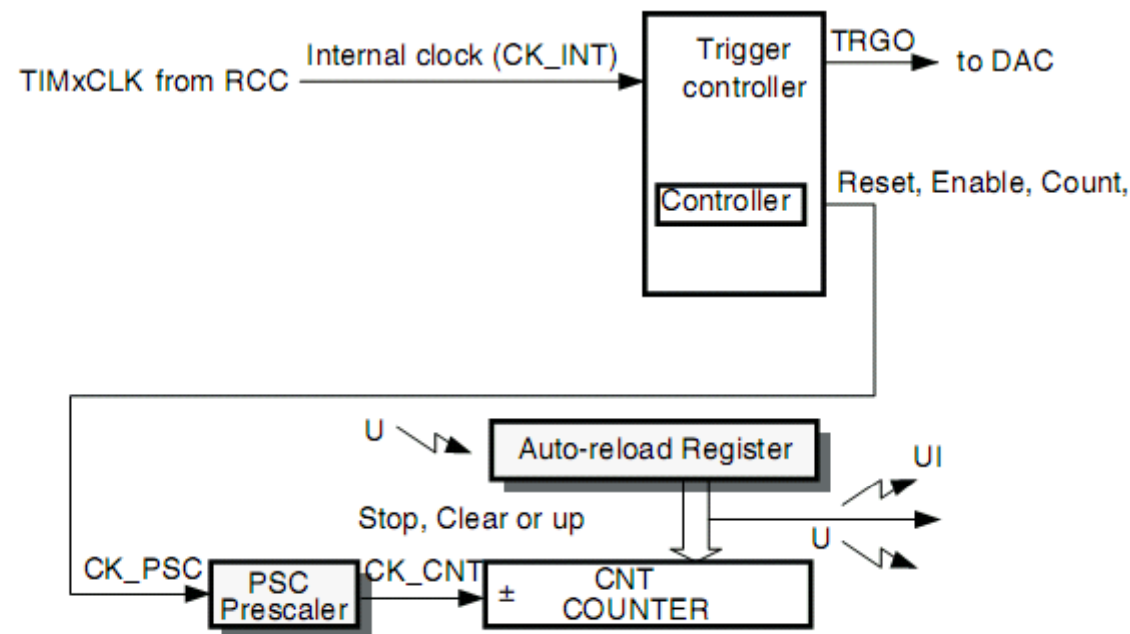 Internal clock (CK_INT)
TIMxCLK from RCC
Trigger
controller
TRGO
to DAC
Controller
Reset, Enable, Count,
U
Auto-reload Register
UI
Stop, Clear or up
U
CK_PSC
PSC
Prescaler
CK_CNT
±
CNT
COUNTER